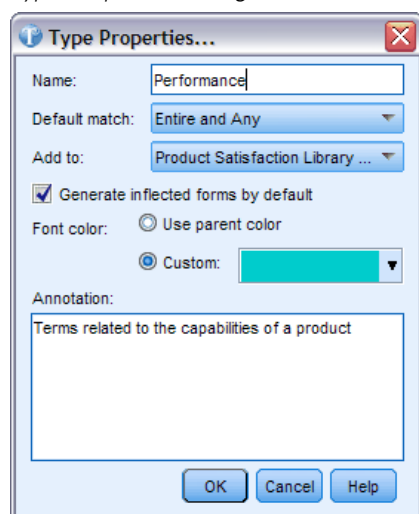 Type Properties...
Name: Performance
Default match: Entire and Any
Add to: Product Satisfaction Library ...
Generate inflected forms by default
Font color: Use parent color
Custom:
Annotation:
Terms related to the capabilities of a product
OK Cancel Help